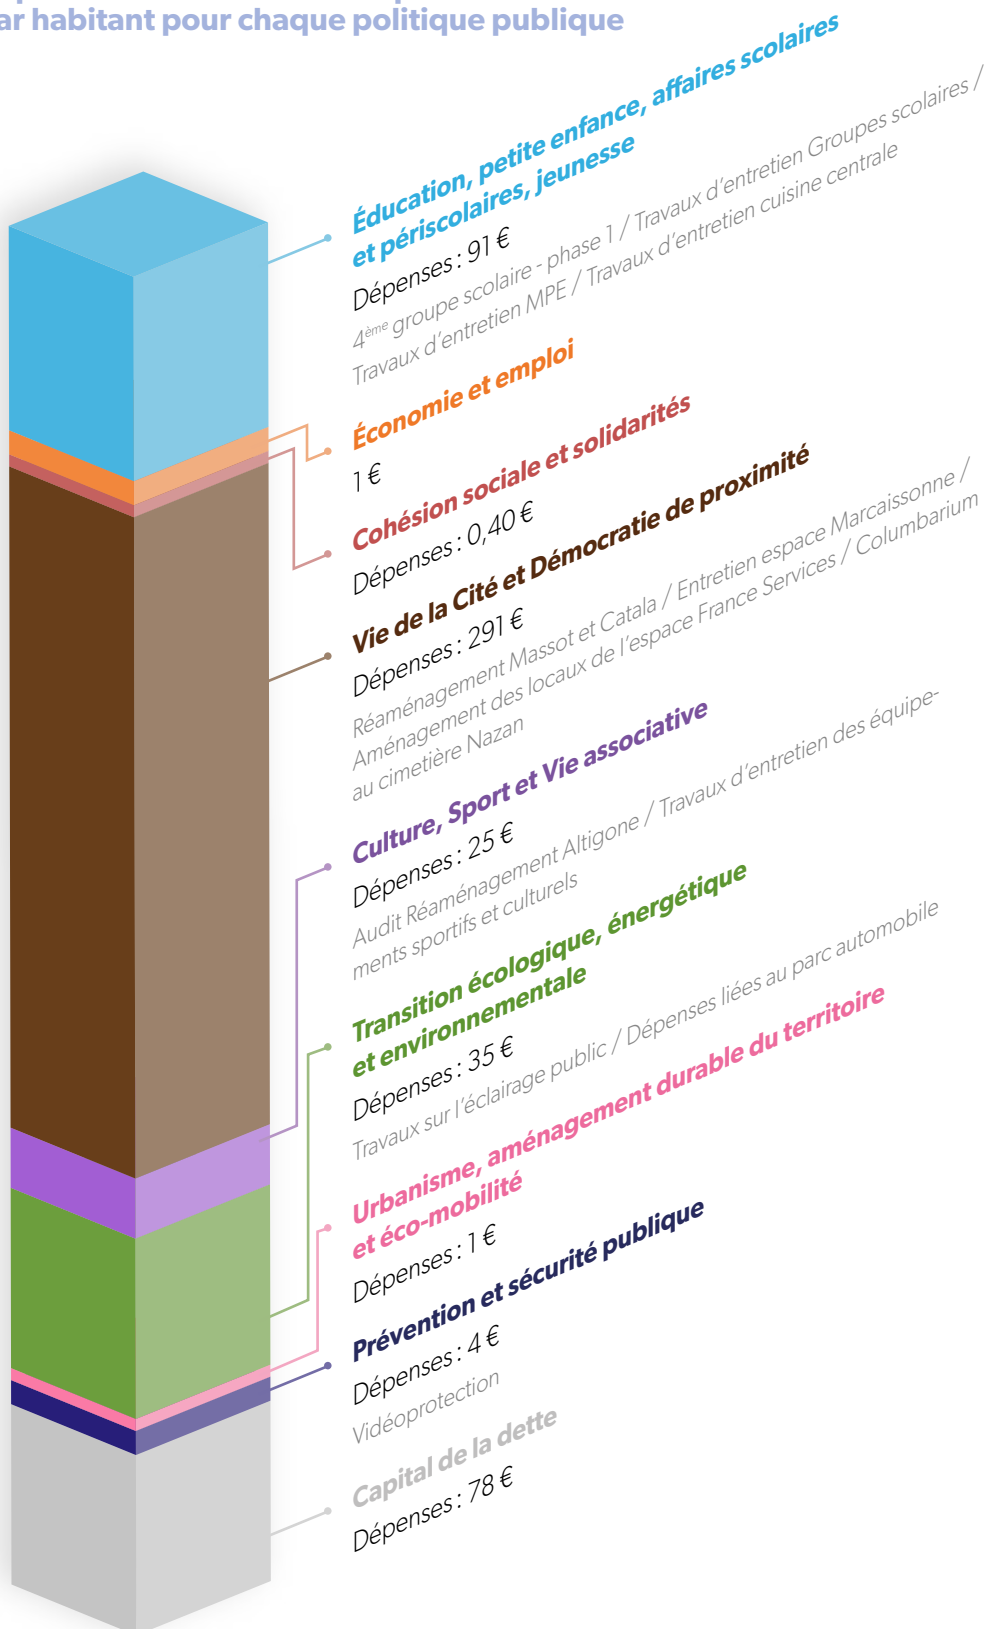 ar habitant pour chaque politique publique
Éducation, petite enfance, affaires scolaires
et périscolaires, jeunesse
Dépenses : 91 €
4ème groupe scolaire - phase 1 / Travaux d'entretien Groupes scolaires /
Travaux d'entretien MPE / Travaux d'entretien cuisine centrale
Économie et emploi
1 €
Cohésion sociale et solidarités
Dépenses : 0,40 €
Vie de la Cité et Démocratie de proximité
Dépenses : 291 €
Réaménagement Massot et Catala / Entretien espace Marcaissonne /
Aménagement des locaux de l'espace France Services / Columbarium
au cimetière Nazan
Culture, Sport et Vie associative
Dépenses : 25 €
Audit Réaménagement Altigone / Travaux d'entretien des équipe-
ments sportifs et culturels
Transition écologique, énergétique
et environnementale
Dépenses : 35 €
Travaux sur l'éclairage public / Dépenses liées au parc automobile
Urbanisme, aménagement durable du territoire
et éco-mobilité
Dépenses : 1 €
Prévention et sécurité publique
Dépenses : 4 €
Vidéoprotection
Capital de la dette
Dépenses : 78 €